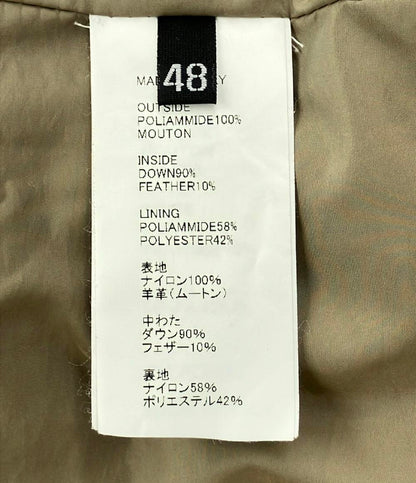 48
OUTSIDE
POLIAMMIDE100%
MOUTON
INSIDE
DOWN90%
FEATHER10%
LINING
POLIAMMIDE58%
POLYESTER42%
表地
ナイロン100%
羊革(ムートン)
中わた
ダウン90%
フェザー10%
裏地
ナイロン58%
ポリエステル42%